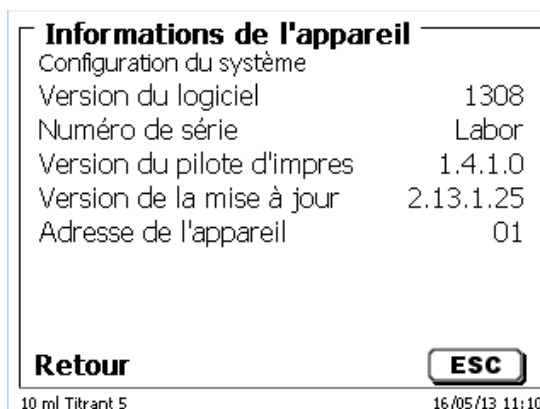 Informations de l'appareil
Configuration du système
Version du logiciel 1308
Numéro de série Labor
Version du pilote d'impres 1.4.1.0
Version de la mise à jour 2.13.1.25
Adresse de l'appareil 01
Retour ESC
10 ml Titrant 5 16/05/13 11:10